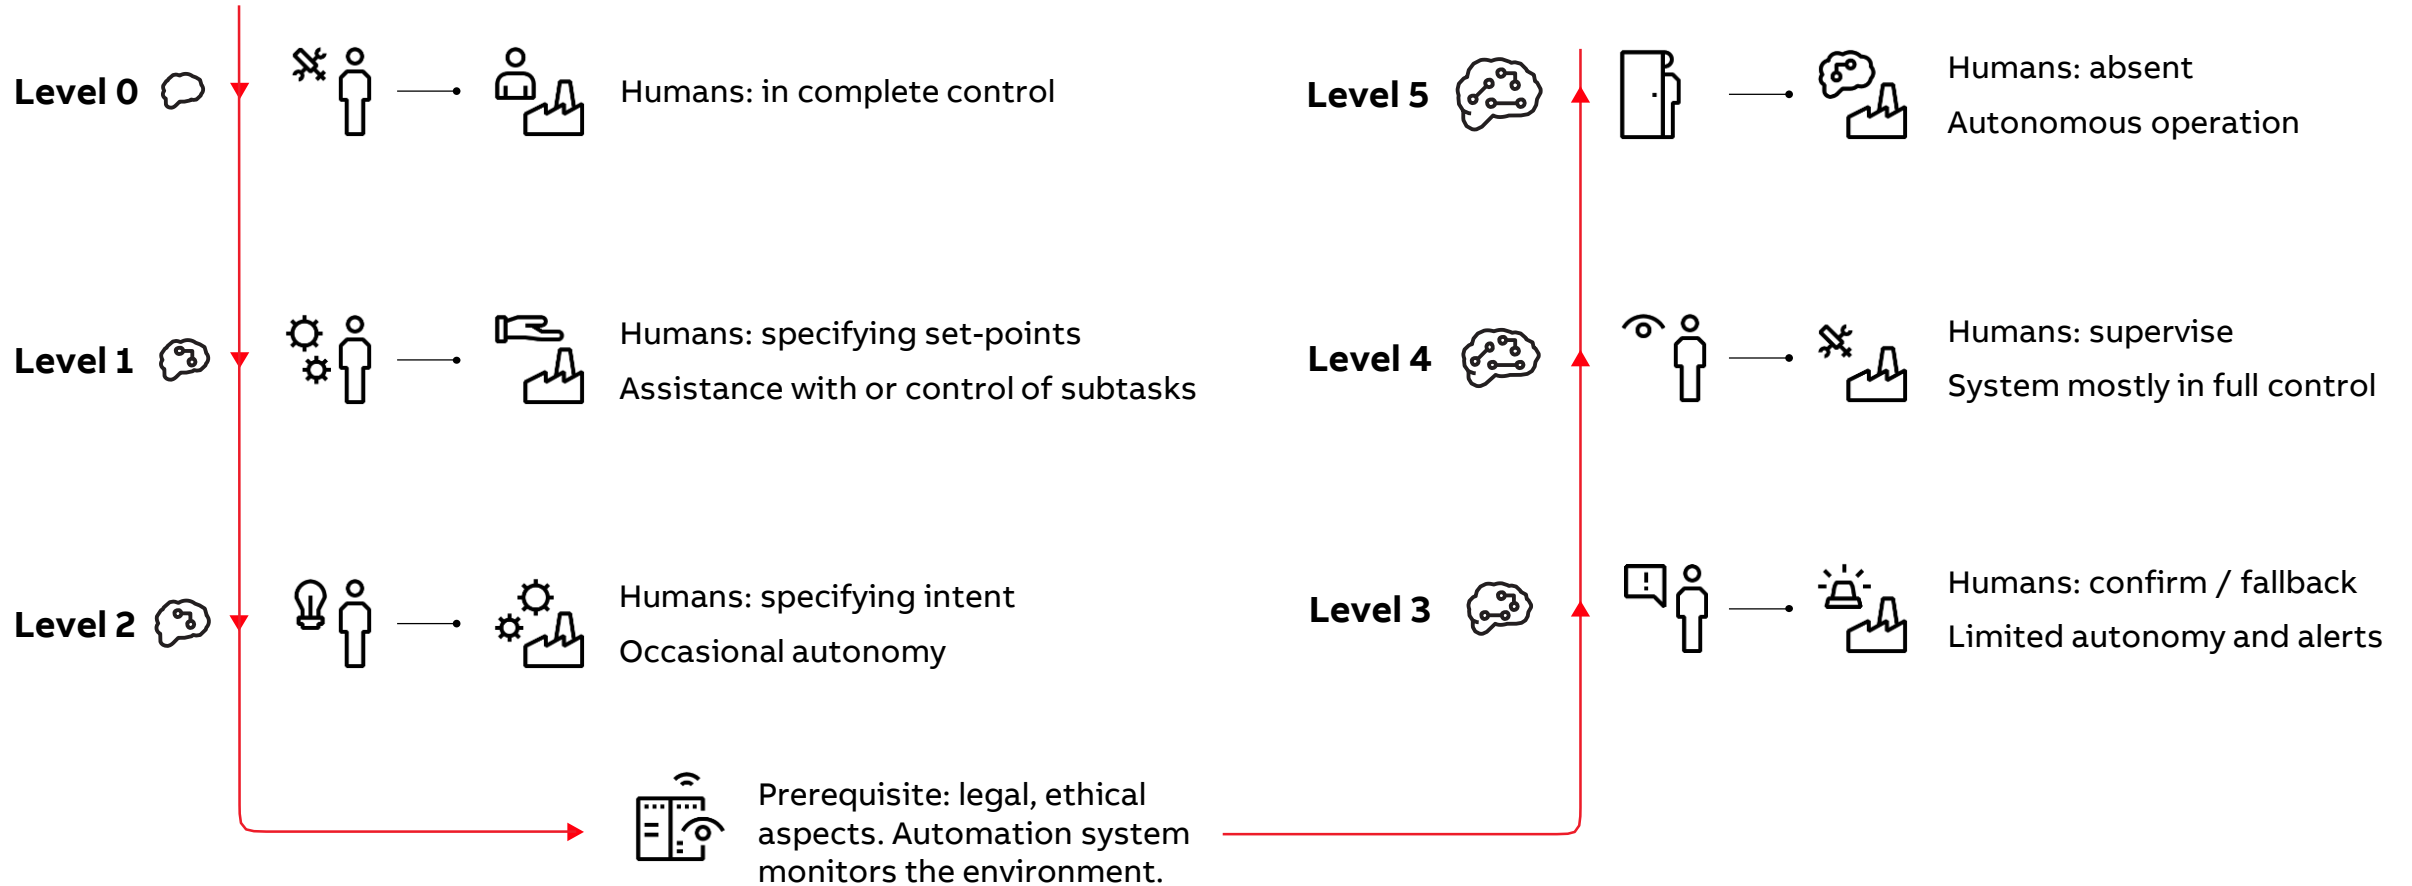 Level 0
Humans: in complete control
Level 1
Humans: specifying set-points
Assistance with or control of subtasks
Level 2
Humans: specifying intent
Occasional autonomy
Prerequisite: legal, ethical
aspects. Automation system
monitors the environment.
Level 3
Humans: confirm / fallback
Limited autonomy and alerts
Level 4
Humans: supervise
System mostly in full control
Level 5
Humans: absent
Autonomous operation